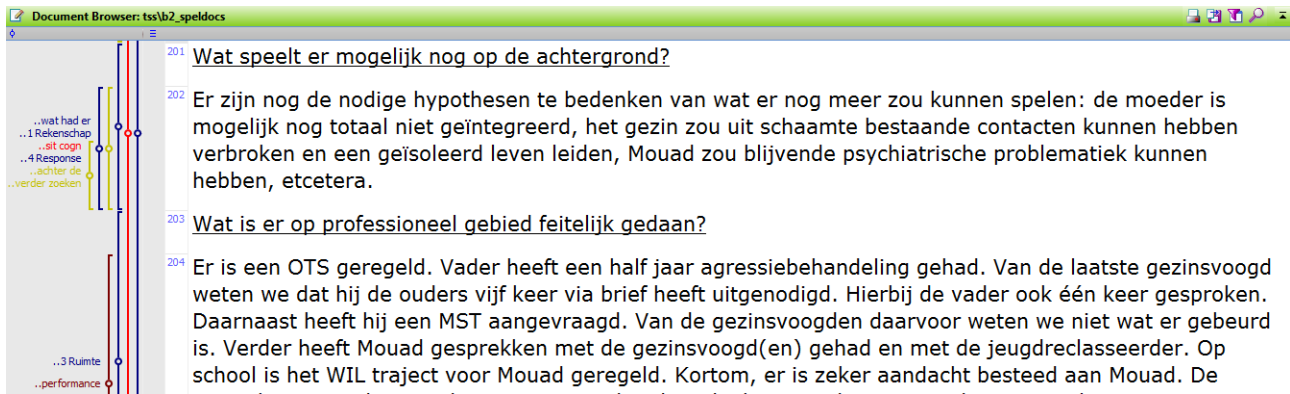 Document Browser: tss\b2_speldocs
201 Wat speelt er mogelijk nog op de achtergrond?
202 Er zijn nog de nodige hypothesen te bedenken van wat er nog meer zou kunnen spelen: de moeder is
mogelijk nog totaal niet geïntegreerd, het gezin zou uit schaamte bestaande contacten kunnen hebben
verbroken en een geïsoleerd leven leiden, Mouad zou blijvende psychiatrische problematiek kunnen
hebben, etcetera.
..wat had er
..1 Rekenschap
..sit cogn
..4 Response
..achter de
..verder zoeken
203 Wat is er op professioneel gebied feitelijk gedaan?
204 Er is een OTS geregeld. Vader heeft een half jaar agressiebehandeling gehad. Van de laatste gezinsvoogd
weten we dat hij de ouders vijf keer via brief heeft uitgenodigd. Hierbij de vader ook één keer gesproken.
Daarnaast heeft hij een MST aangevraagd. Van de gezinsvoogden daarvoor weten we niet wat er gebeurd
is. Verder heeft Mouad gesprekken met de gezinsvoogd(en) gehad en met de jeugdreclasseerder. Op
school is het WIL traject voor Mouad geregeld. Kortom, er is zeker aandacht besteed aan Mouad. De
..3 Ruimte
..performance